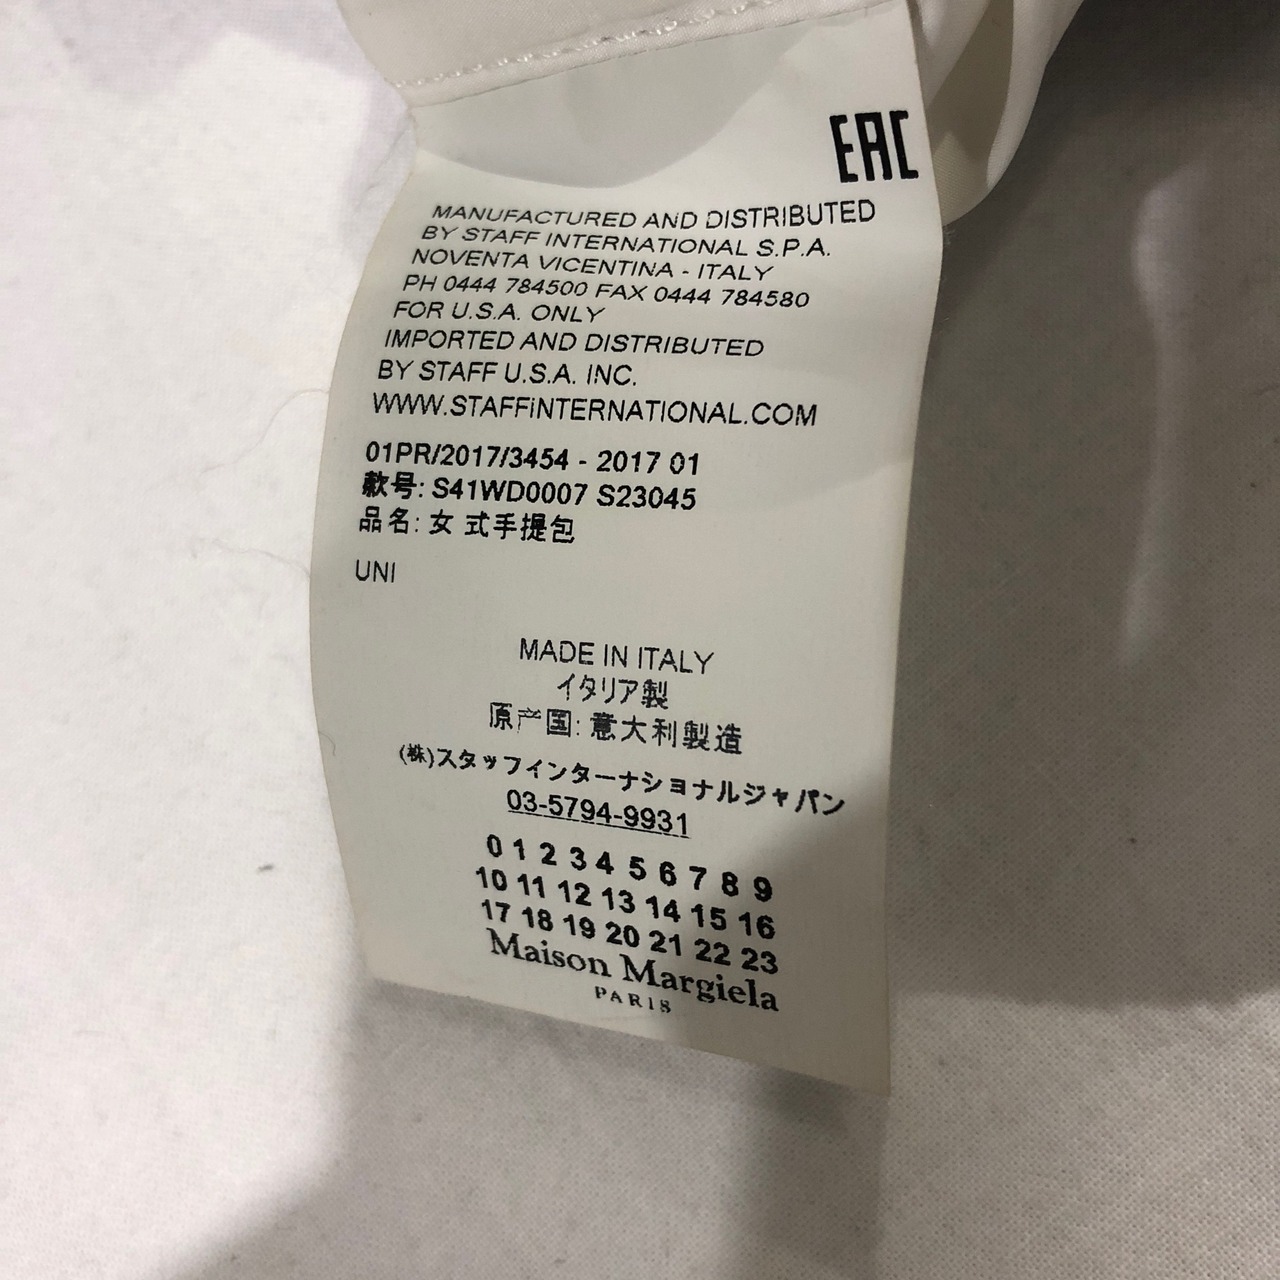 EAC
MANUFACTURED AND DISTRIBUTED
BY STAFF INTERNATIONAL S.P.A.
NOVENTA VICENTINA - ITALY
PH 0444 784500 FAX 0444 784580
FOR U.S.A. ONLY
IMPORTED AND DISTRIBUTED
BY STAFF U.S.A. INC.
WWW.STAFFiNTERNATIONAL.COM
01PR/2017/3454 - 2017 01
款号: S41WD0007 S23045
品名: 女 式手提包
UNI
MADE IN ITALY
イタリア製
原产国: 意大利製造
(株)スタッフインターナショナルジャパン
03-5794-9931
0 1 2 3 4 5 6 7 8 9
10 11 12 13 14 15 16
17 18 19 20 21 22 23
Maison Margiela
PARIS